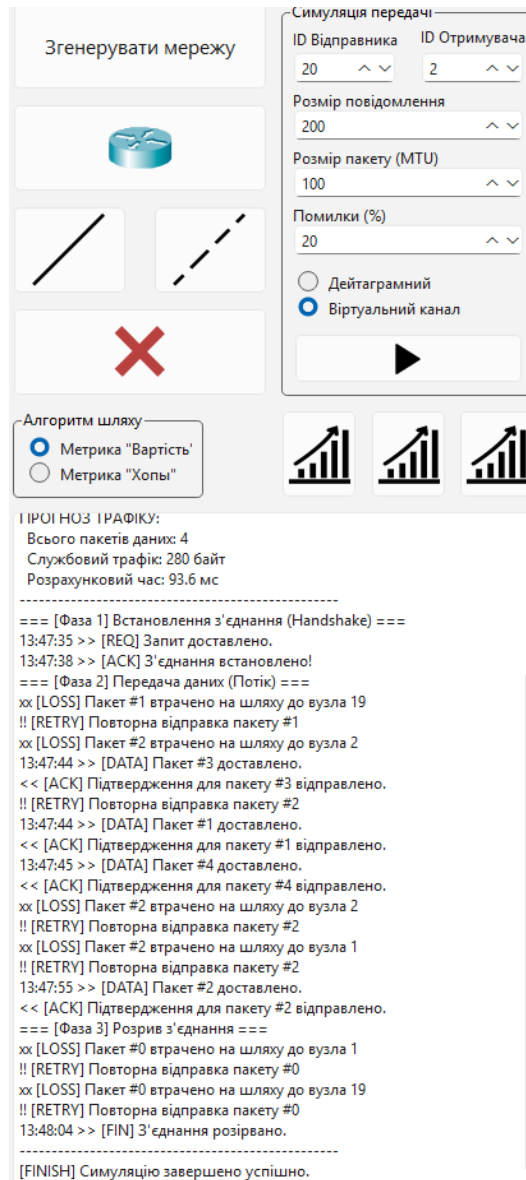 Згенерувати мережу
Симуляція передачі
ID Відправника ID Отримувача
20 2
Розмір повідомлення
200
Розмір пакету (MTU)
100
Помилки (%)
20
Дейтаграмний
Віртуальний канал
Алгоритм шляху
Метрика "Вартість'
Метрика "Хопы"
ПРОГНОЗ ТРАФІКУ:
Всього пакетів даних: 4
Службовий трафік: 280 байт
Розрахунковий час: 93.6 мс
--------------------------------------------------
=== [Фаза 1] Встановлення з'єднання (Handshake) ===
13:47:35 >> [REQ] Запит доставлено.
13:47:38 >> [ACK] З'єднання встановлено!
=== [Фаза 2] Передача даних (Потік) ===
xx [LOSS] Пакет #1 втрачено на шляху до вузла 19
!! [RETRY] Повторна відправка пакету #1
xx [LOSS] Пакет #2 втрачено на шляху до вузла 2
13:47:44 >> [DATA] Пакет #3 доставлено.
<< [ACK] Підтвердження для пакету #3 відправлено.
!! [RETRY] Повторна відправка пакету #2
13:47:44 >> [DATA] Пакет #1 доставлено.
<< [ACK] Підтвердження для пакету #1 відправлено.
13:47:45 >> [DATA] Пакет #4 доставлено.
<< [ACK] Підтвердження для пакету #4 відправлено.
xx [LOSS] Пакет #2 втрачено на шляху до вузла 2
!! [RETRY] Повторна відправка пакету #2
xx [LOSS] Пакет #2 втрачено на шляху до вузла 1
!! [RETRY] Повторна відправка пакету #2
13:47:55 >> [DATA] Пакет #2 доставлено.
<< [ACK] Підтвердження для пакету #2 відправлено.
=== [Фаза 3] Розрив з'єднання ===
xx [LOSS] Пакет #0 втрачено на шляху до вузла 1
!! [RETRY] Повторна відправка пакету #0
xx [LOSS] Пакет #0 втрачено на шляху до вузла 19
!! [RETRY] Повторна відправка пакету #0
13:48:04 >> [FIN] З'єднання розірвано.
--------------------------------------------------
[FINISH] Симуляцію завершено успішно.